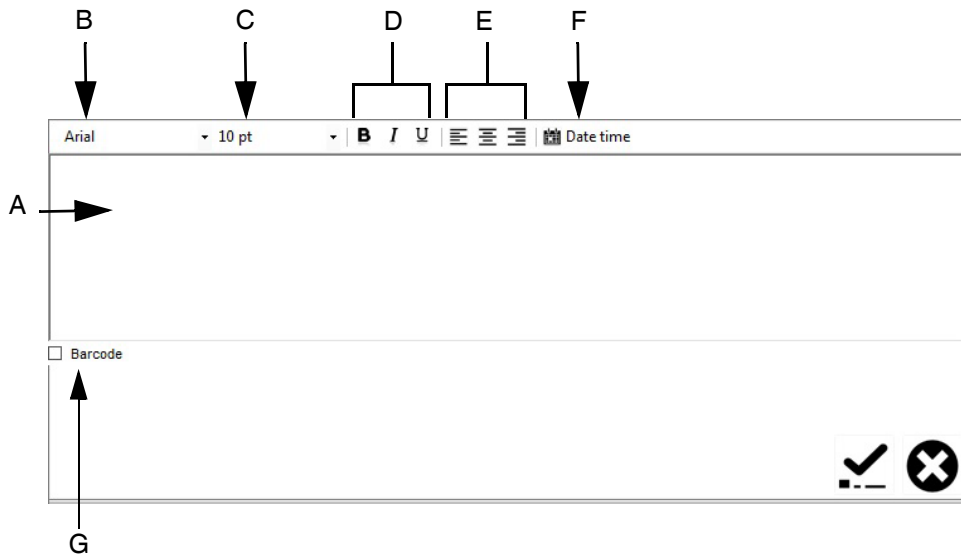 B C D E F
Arial 10 pt B I U Date time
A
Barcode
G